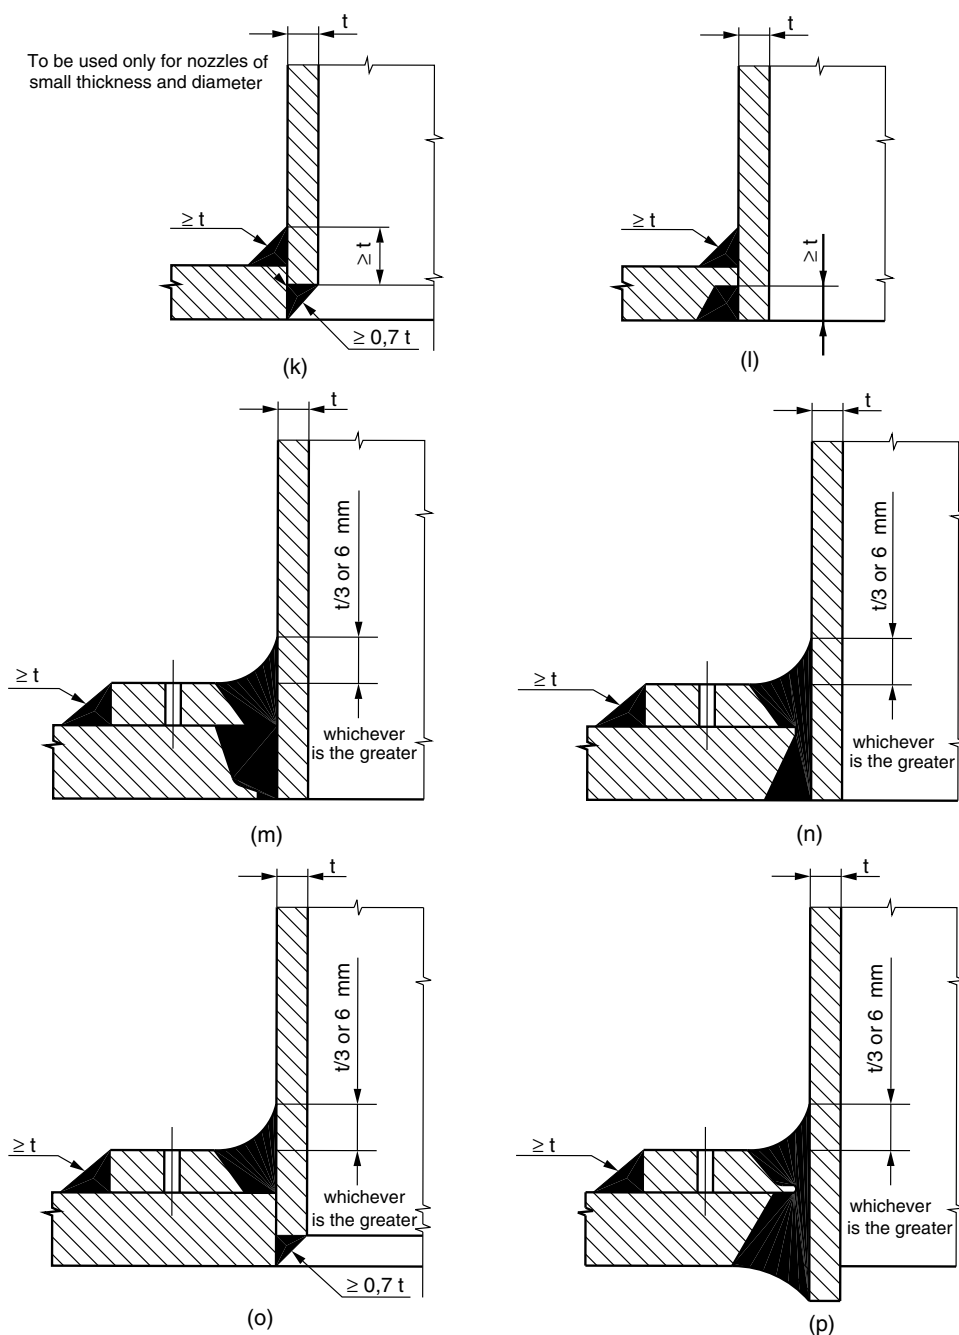 t
To be used only for nozzles of
small thickness and diameter
≥ t
≥ t
≥ 0,7 t
(k)
t
≥ t
≥ t
(l)
t
t/3 or 6 mm
≥ t
whichever
is the greater
(m)
t
t/3 or 6 mm
≥ t
whichever
is the greater
(n)
t
t/3 or 6 mm
≥ t
whichever
is the greater
≥ 0,7 t
(o)
t
t/3 or 6 mm
≥ t
whichever
is the greater
(p)